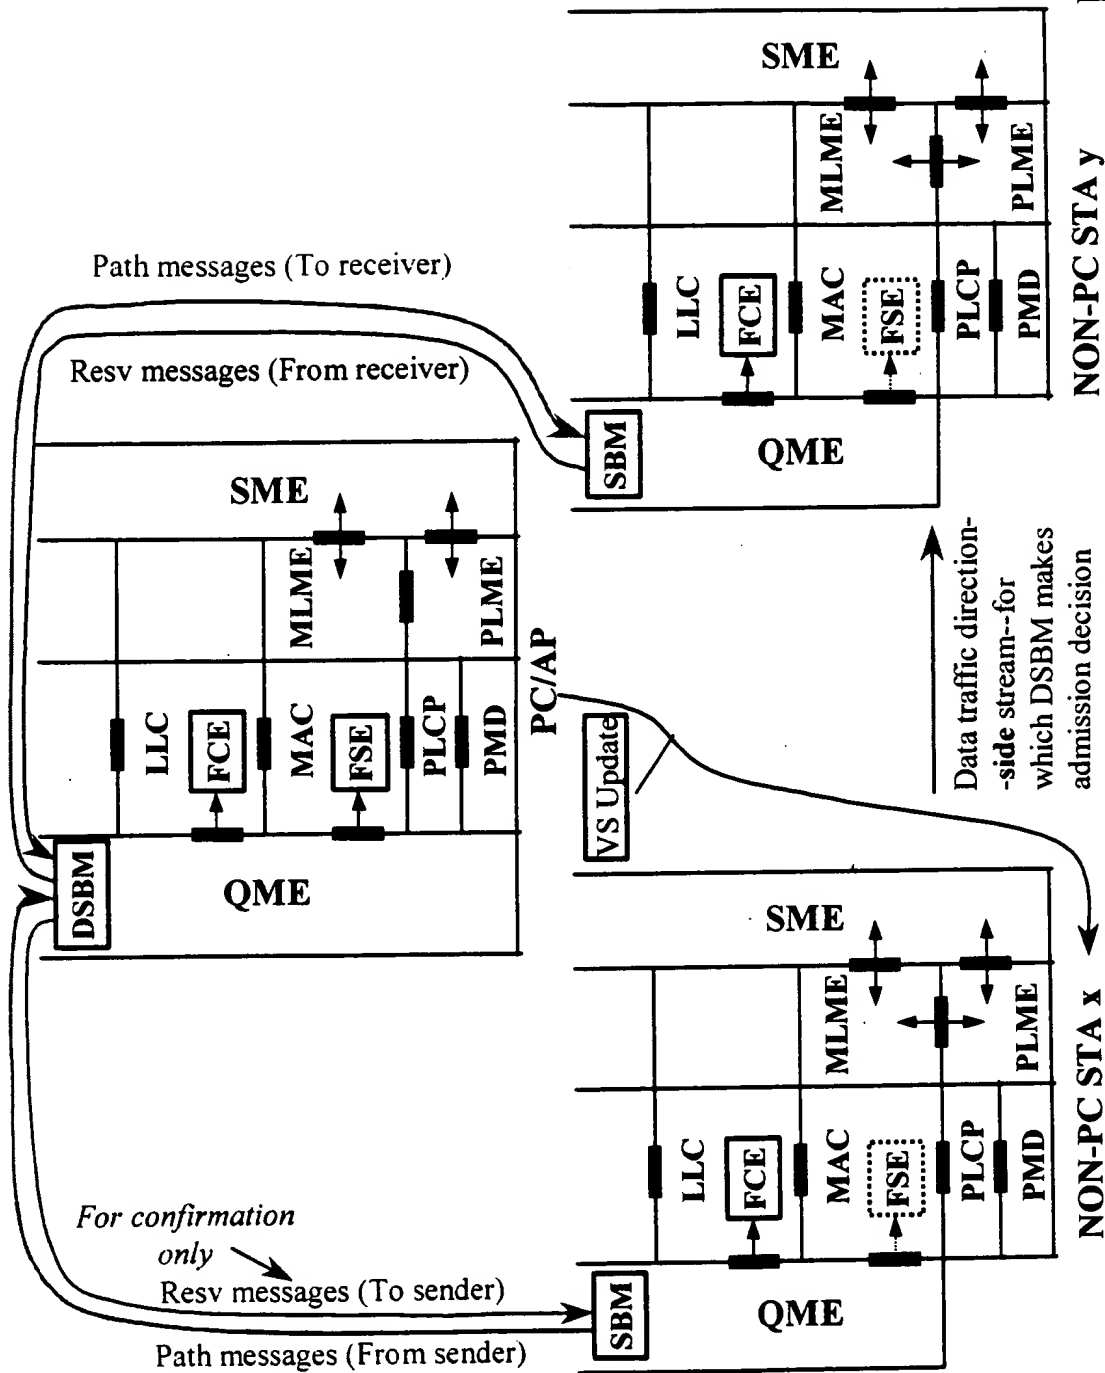 Path messages (To receiver)
Resv messages (From receiver)
DSBM
QME
SME
LLC
FCE
MAC
FSE
PLCP
PMD
MLME
PLME
PC/AP
VS Update
SBM
QME
SME
LLC
FCE
MAC
FSE
PLCP
PMD
MLME
PLME
NON-PC STA y
Data traffic direction-
-side stream--for
which DSBM makes
admission decision
For confirmation
only
Resv messages (To sender)
Path messages (From sender)
SBM
QME
SME
LLC
FCE
MAC
FSE
PLCP
PMD
MLME
PLME
NON-PC STA x